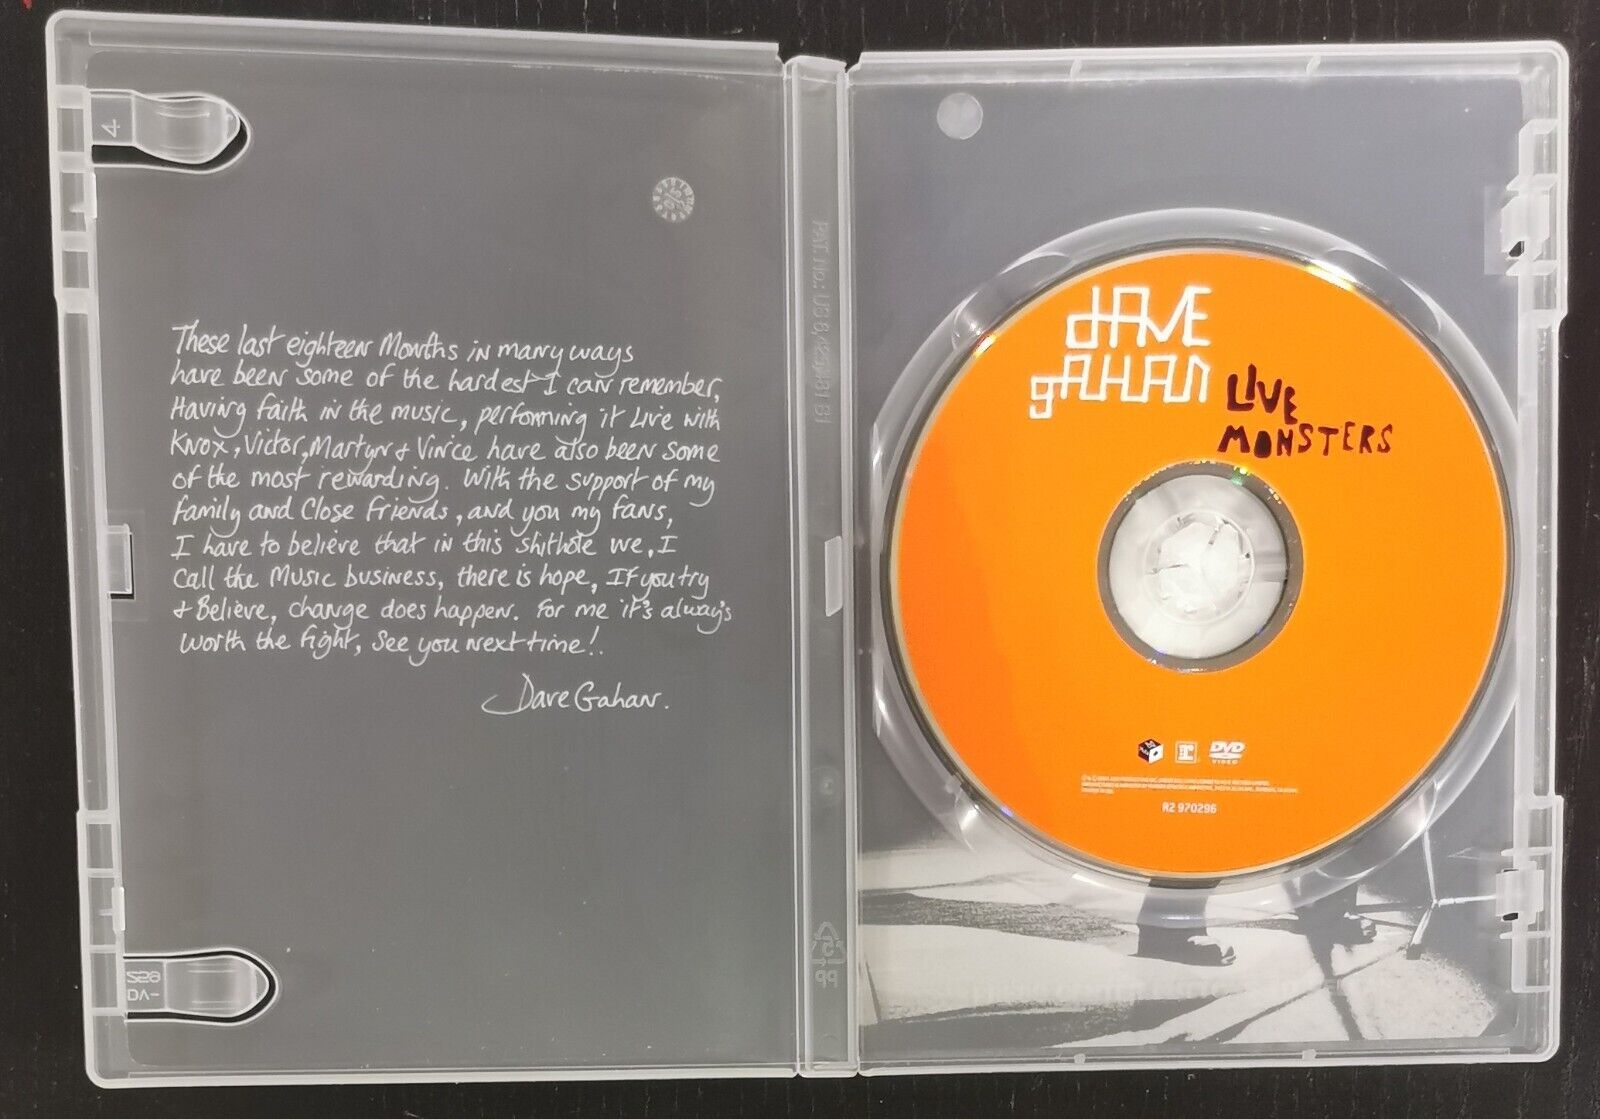 These last eighteen Months in many ways
have been some of the hardest I can remember,
Having faith in the music, performing it Live with
Knox, Victor, Martyn & Vince have also been some
of the most rewarding. With the support of my
family and Close Friends, and you my fans,
I have to believe that in this shithole we, I
Call the Music business, there is hope, If you try
& Believe, change does happen. For me it's always
worth the fight, See you next time!.
Dave Gahan.
4
dAVE
gAHAN
LIVE
MONSTERS
DVD
VIDEO
R2 970296
PP